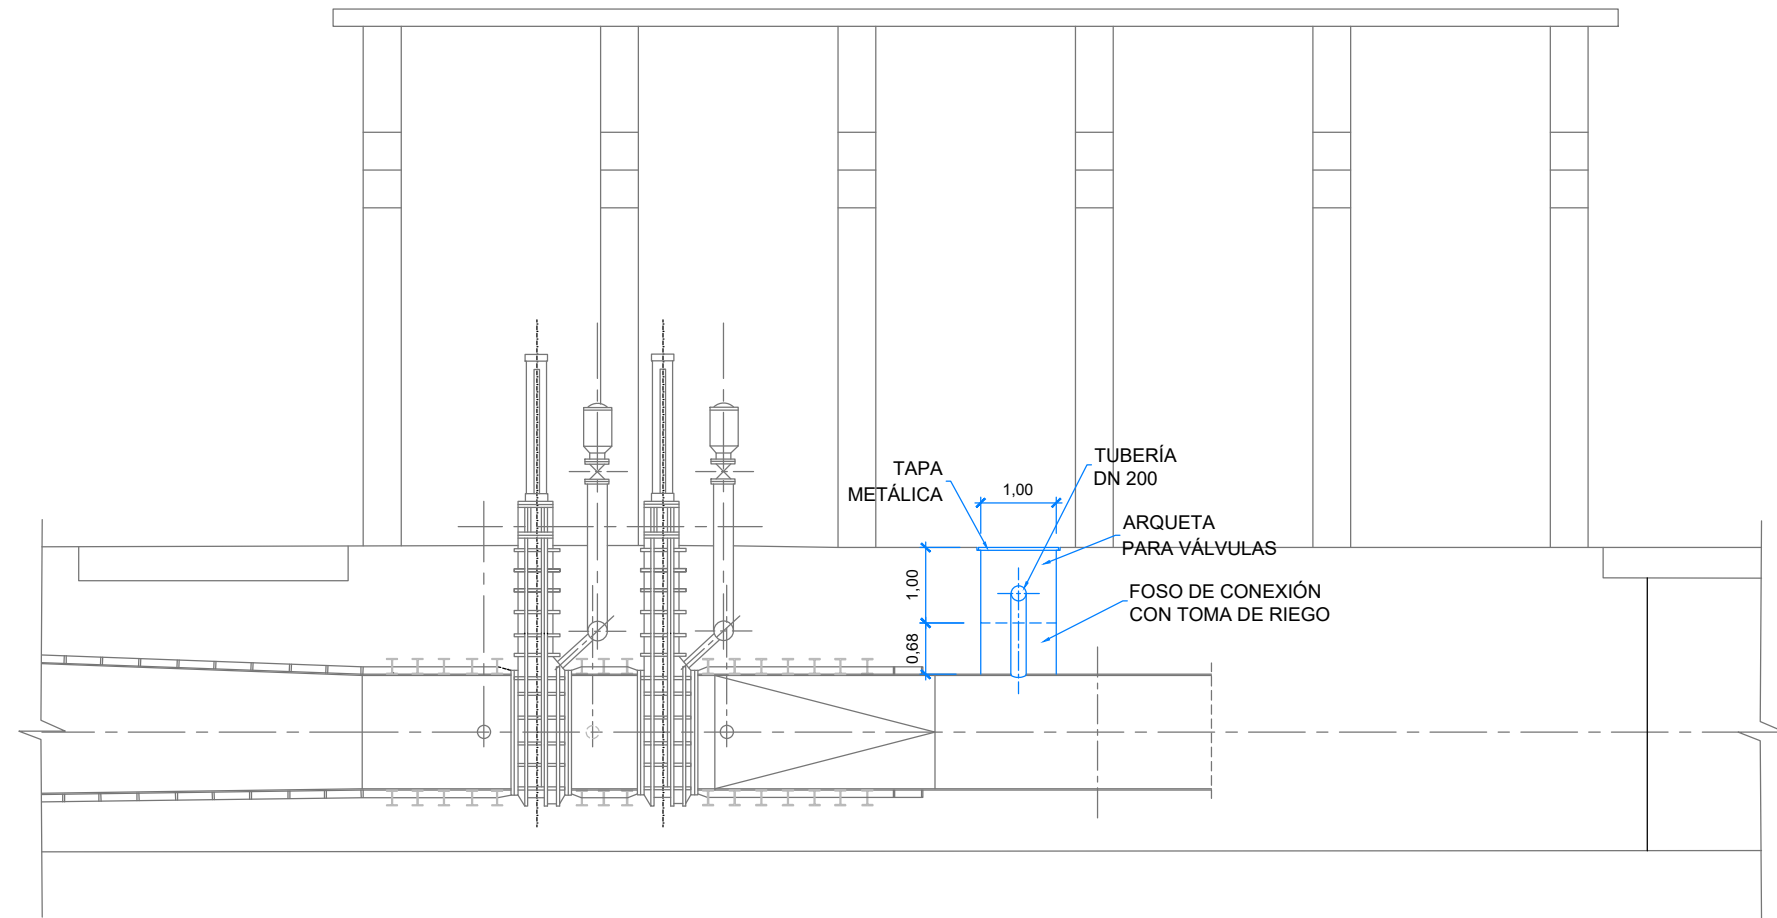 TAPA
METÁLICA
1,00
TUBERÍA
DN 200
ARQUETA
PARA VÁLVULAS
1,00
FOSO DE CONEXIÓN
CON TOMA DE RIEGO
0,68